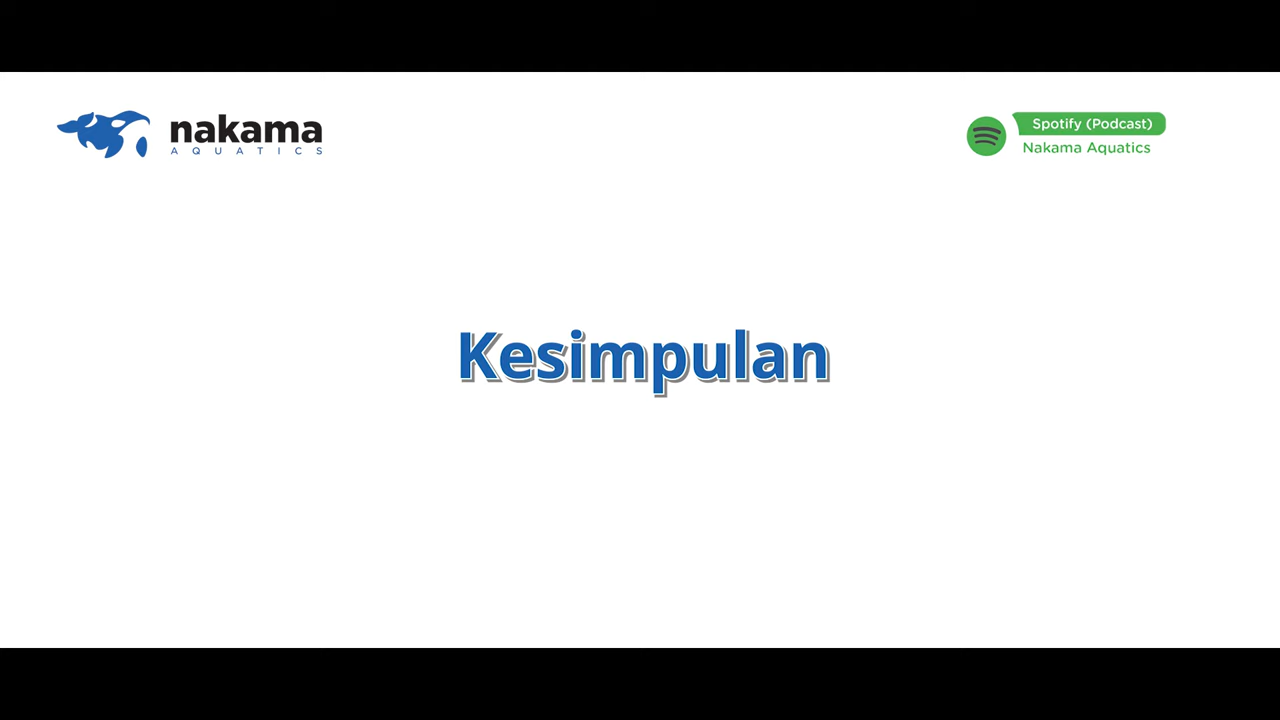 nakama
AQUATICS
Spotify (Podcast)
Nakama Aquatics
Kesimpulan